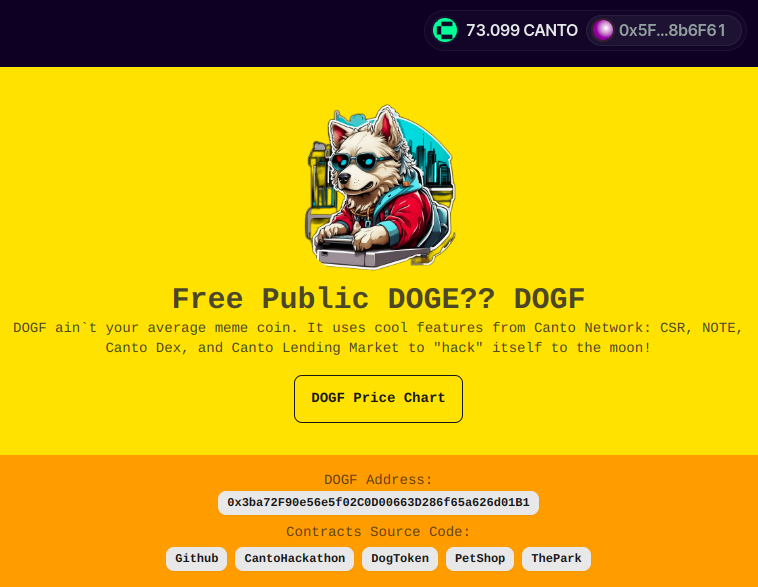 73.099 CANTO 0x5F…8b6F61
Free Public DOGE?? DOGF
DOGF ain`t your average meme coin. It uses cool features from Canto Network: CSR, NOTE,
Canto Dex, and Canto Lending Market to "hack" itself to the moon!
DOGF Price Chart
DOGF Address:
0x3ba72F90e56e5f02C0D00663D286f65a626d01B1
Contracts Source Code:
Github CantoHackathon DogToken PetShop ThePark